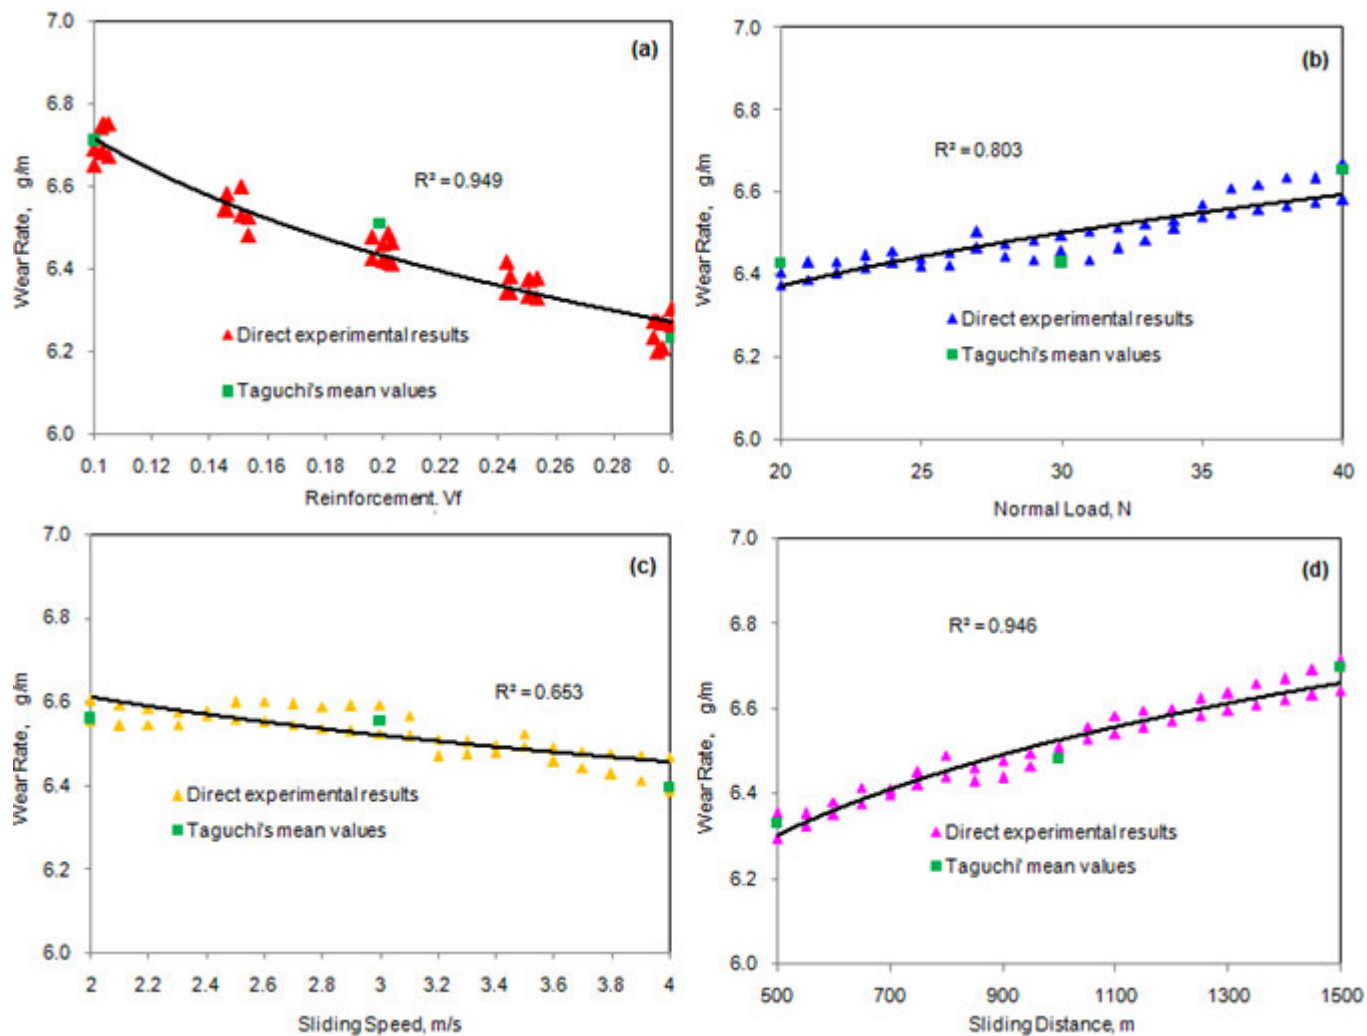 7.0
(a)
6.8
6.6
R² = 0.949
6.4
6.2
6.0
Wear Rate, g/m
Direct experimental results
Taguchi's mean values
0.1 0.12 0.14 0.16 0.18 0.2 0.22 0.24 0.26 0.28 0.
Reinforcement, Vf
7.0
(b)
6.8
R² = 0.803
6.6
6.4
6.2
6.0
Wear Rate, g/m
Direct experimental results
Taguchi's mean values
20 25 30 35 40
Normal Load, N
7.0
(c)
6.8
6.6
R² = 0.653
6.4
6.2
6.0
Wear Rate, g/m
Direct experimental results
Taguchi's mean values
2 2.2 2.4 2.6 2.8 3 3.2 3.4 3.6 3.8 4
Sliding Speed, m/s
7.0
(d)
6.8
R² = 0.946
6.6
6.4
6.2
6.0
Wear Rate, g/m
Direct experimental results
Taguchi' mean values
500 700 900 1100 1300 1500
Sliding Distance, m